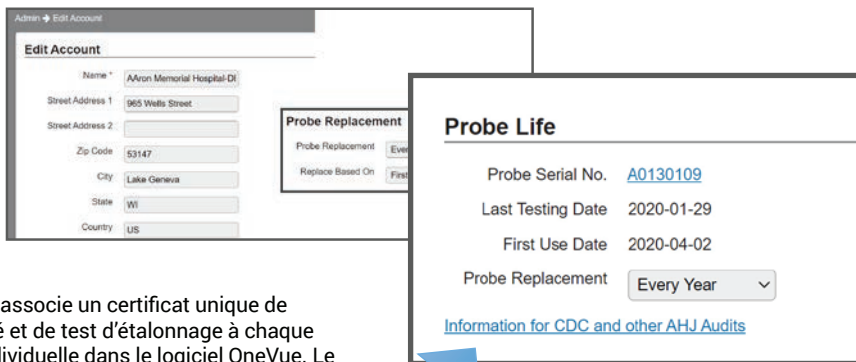 Admin → Edit Account
Edit Account
Name *
AAron Memorial Hospital-DI
Street Address 1
965 Wells Street
Street Address 2
Zip Code
53147
City
Lake Geneva
State
WI
Country
US
Probe Replacement
Probe Replacement
Replace Based On
First
Probe Life
Probe Serial No. A0130109
Last Testing Date 2020-01-29
First Use Date 2020-04-02
Probe Replacement Every Year
Information for CDC and other AHJ Audits
associe un certificat unique de
et de test d’étalonnage à chaque
dans le logiciel OneVue. Le